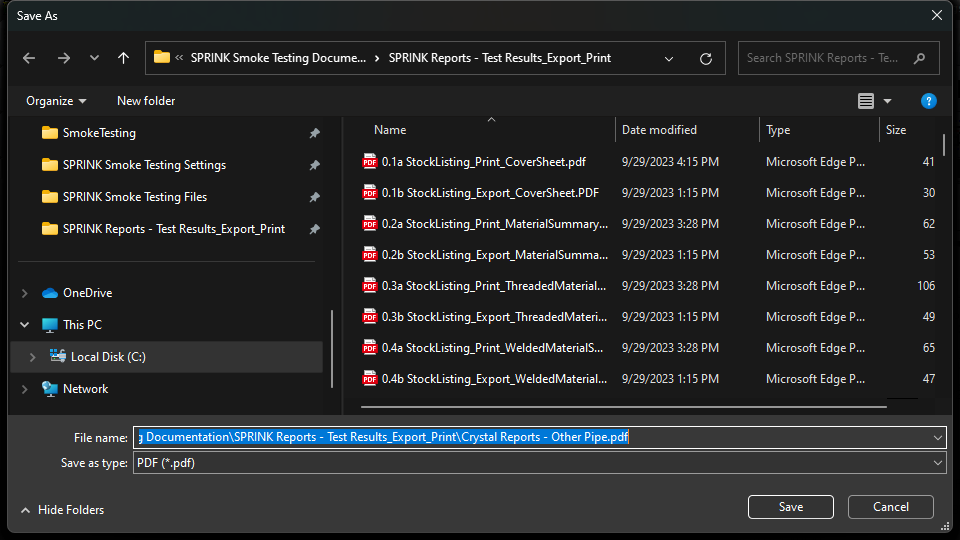 Save As
« SPRINK Smoke Testing Docume... › SPRINK Reports - Test Results_Export_Print
Search SPRINK Reports - Te...
Organize New folder
?
SmokeTesting
SPRINK Smoke Testing Settings
SPRINK Smoke Testing Files
SPRINK Reports - Test Results_Export_Print
OneDrive
This PC
Local Disk (C:)
Network
Name Date modified Type Size
PDF 0.1a StockListing_Print_CoverSheet.pdf 9/29/2023 4:15 PM Microsoft Edge P... 41
PDF 0.1b StockListing_Export_CoverSheet.PDF 9/29/2023 1:15 PM Microsoft Edge P... 30
PDF 0.2a StockListing_Print_MaterialSummary... 9/29/2023 3:28 PM Microsoft Edge P... 62
PDF 0.2b StockListing_Export_MaterialSumma... 9/29/2023 1:15 PM Microsoft Edge P... 53
PDF 0.3a StockListing_Print_ThreadedMaterial... 9/29/2023 3:28 PM Microsoft Edge P... 106
PDF 0.3b StockListing_Export_ThreadedMateri... 9/29/2023 1:15 PM Microsoft Edge P... 49
PDF 0.4a StockListing_Print_WeldedMaterialS... 9/29/2023 3:28 PM Microsoft Edge P... 65
PDF 0.4b StockListing_Export_WeldedMaterial... 9/29/2023 1:15 PM Microsoft Edge P... 47
File name: g Documentation\SPRINK Reports - Test Results_Export_Print\Crystal Reports - Other Pipe.pdf
Save as type: PDF (*.pdf)
Hide Folders
Save Cancel